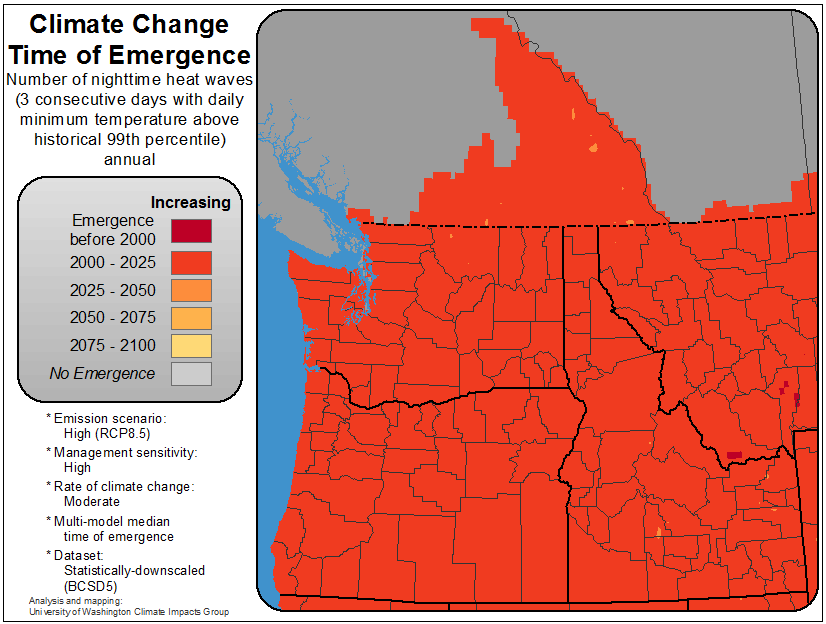 Climate Change
Time of Emergence
Number of nighttime heat waves
(3 consecutive days with daily
minimum temperature above
historical 99th percentile)
annual
Increasing
Emergence
before 2000
2000 - 2025
2025 - 2050
2050 - 2075
2075 - 2100
No Emergence
* Emission scenario:
High (RCP8.5)
* Management sensitivity:
High
* Rate of climate change:
Moderate
* Multi-model median
time of emergence
* Dataset:
Statistically-downscaled
(BCSD5)
Analysis and mapping:
University of Washington Climate Impacts Group